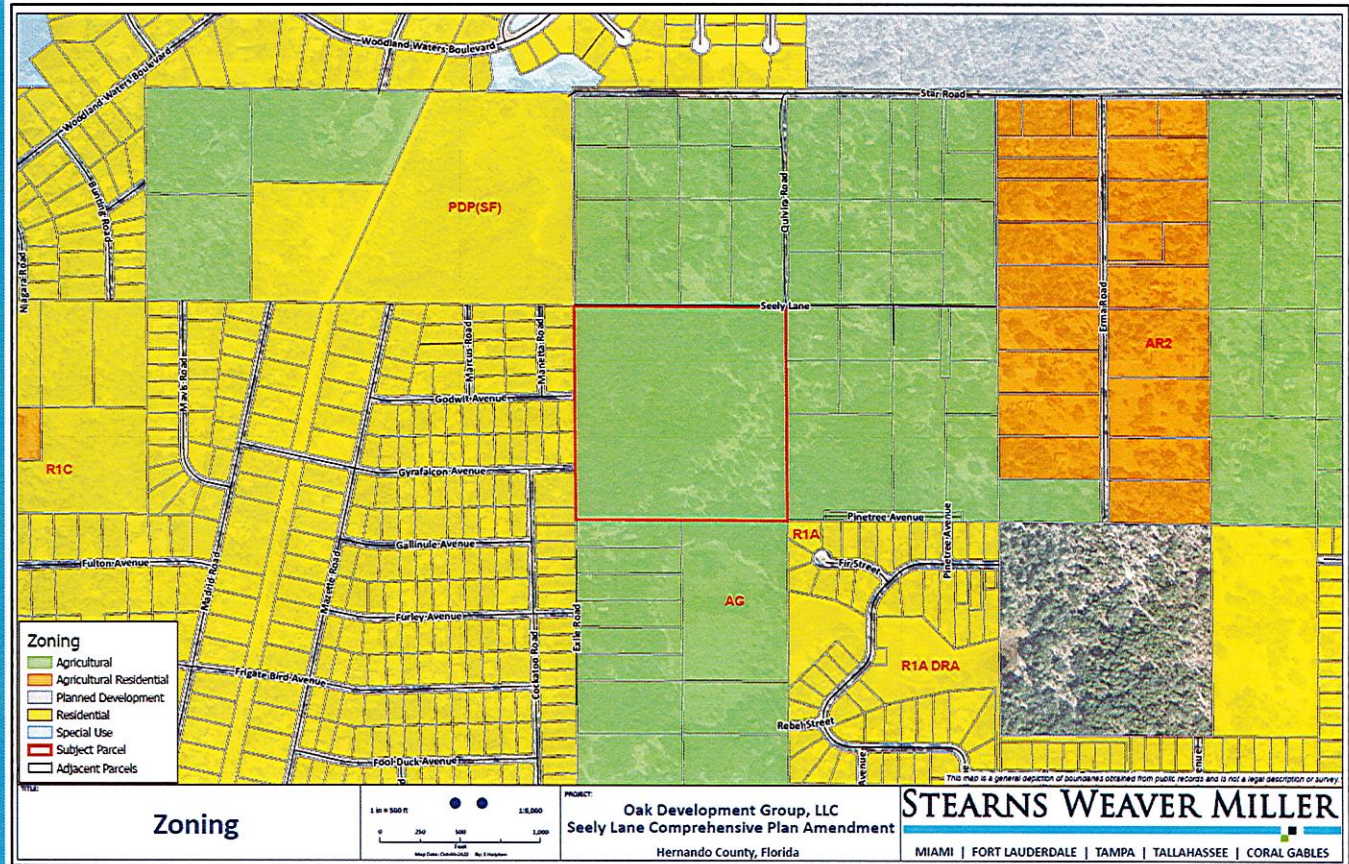 Woodland Waters Boulevard
Woodland Waters Boulevard
Star Road
Bunting Road
Niagara Road
PDP(SF)
Quivira Road
Seely Lane
Erma Road
AR2
Mavis Road
Marcus Road
Godwit Avenue
R1C
Gyrafalcon Avenue
Gallinule Avenue
Pinetree Avenue
R1A
Fir Street
Pinetree Avenue
Fulton Avenue
Madrid Road
Mazette Road
Furley Avenue
Exile Road
AG
Cockatoo Road
R1A DRA
Frigate Bird Avenue
Rebel Street
Fool Duck Avenue
Avenue
enue
Zoning
Agricultural
Agricultural Residential
Planned Development
Residential
Special Use
Subject Parcel
Adjacent Parcels
This map is a general depiction of boundaries obtained from public records and is not a legal description or survey.
TITLE:
Zoning
1 in = 500 ft
1:6,000
0 250 500 1,000
Feet
PROJECT:
Oak Development Group, LLC
Seely Lane Comprehensive Plan Amendment
Hernando County, Florida
STEARNS WEAVER MILLER
MIAMI | FORT LAUDERDALE | TAMPA | TALLAHASSEE | CORAL GABLES